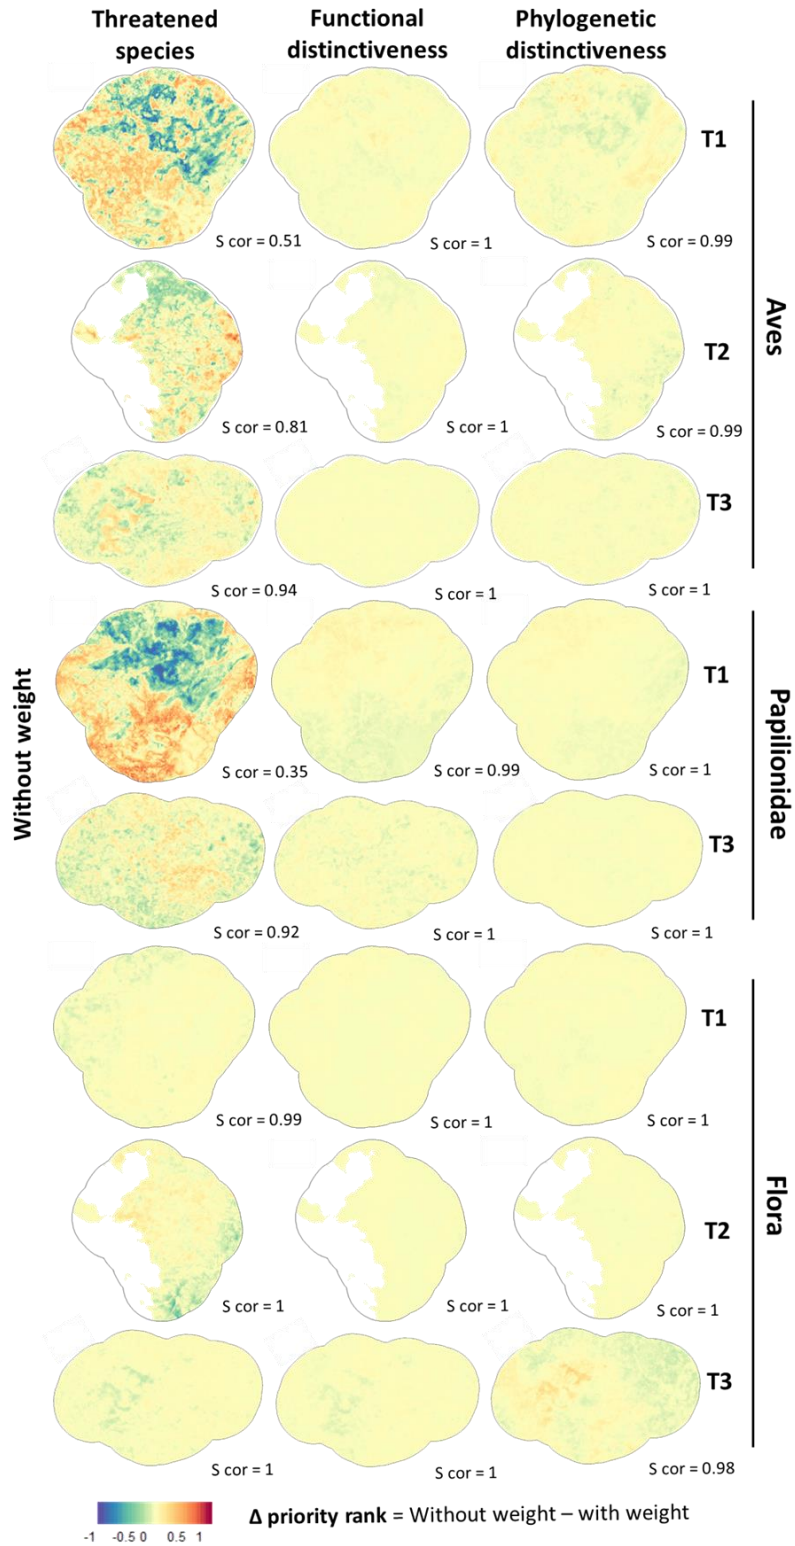 Threatened
species
Functional
distinctiveness
Phylogenetic
distinctiveness
T1
S cor = 0.51
S cor = 1
S cor = 0.99
T2
S cor = 0.81
S cor = 1
S cor = 0.99
T3
S cor = 0.94
S cor = 1
S cor = 1
Aves
T1
S cor = 0.35
S cor = 0.99
S cor = 1
T3
S cor = 0.92
S cor = 1
S cor = 1
Papilionidae
Without weight
T1
S cor = 0.99
S cor = 1
S cor = 1
T2
S cor = 1
S cor = 1
S cor = 1
T3
S cor = 1
S cor = 1
S cor = 0.98
Flora
-1 -0.5 0 0.5 1
Δ priority rank = Without weight – with weight